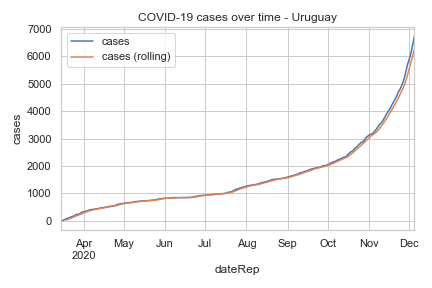 COVID-19 cases over time - Uruguay
cases
cases (rolling)
7000
6000
5000
4000
3000
2000
1000
0
cases
Apr May Jun Jul Aug Sep Oct Nov Dec
2020
dateRep